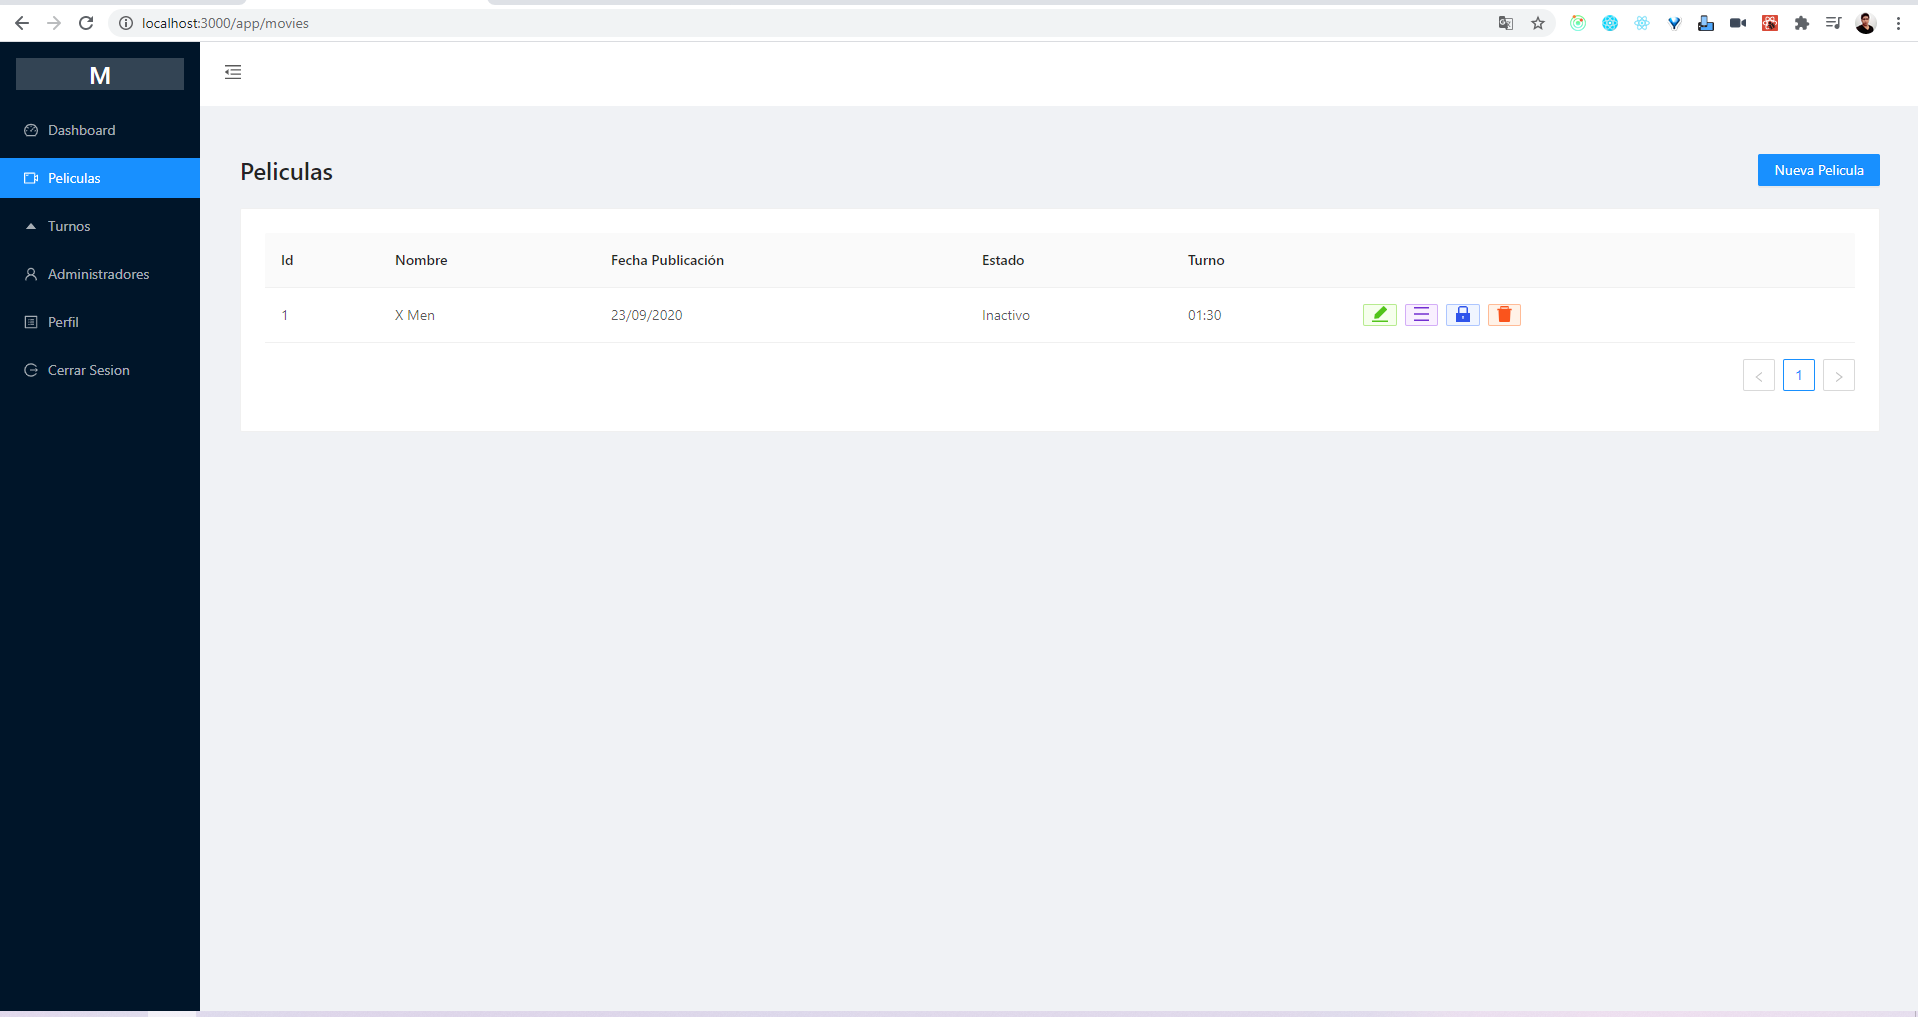 localhost:3000/app/movies
M
Dashboard
Peliculas
Turnos
Administradores
Perfil
Cerrar Sesion
Peliculas
Nueva Pelicula
Id Nombre Fecha Publicación Estado Turno
1 X Men 23/09/2020 Inactivo 01:30
< 1 >